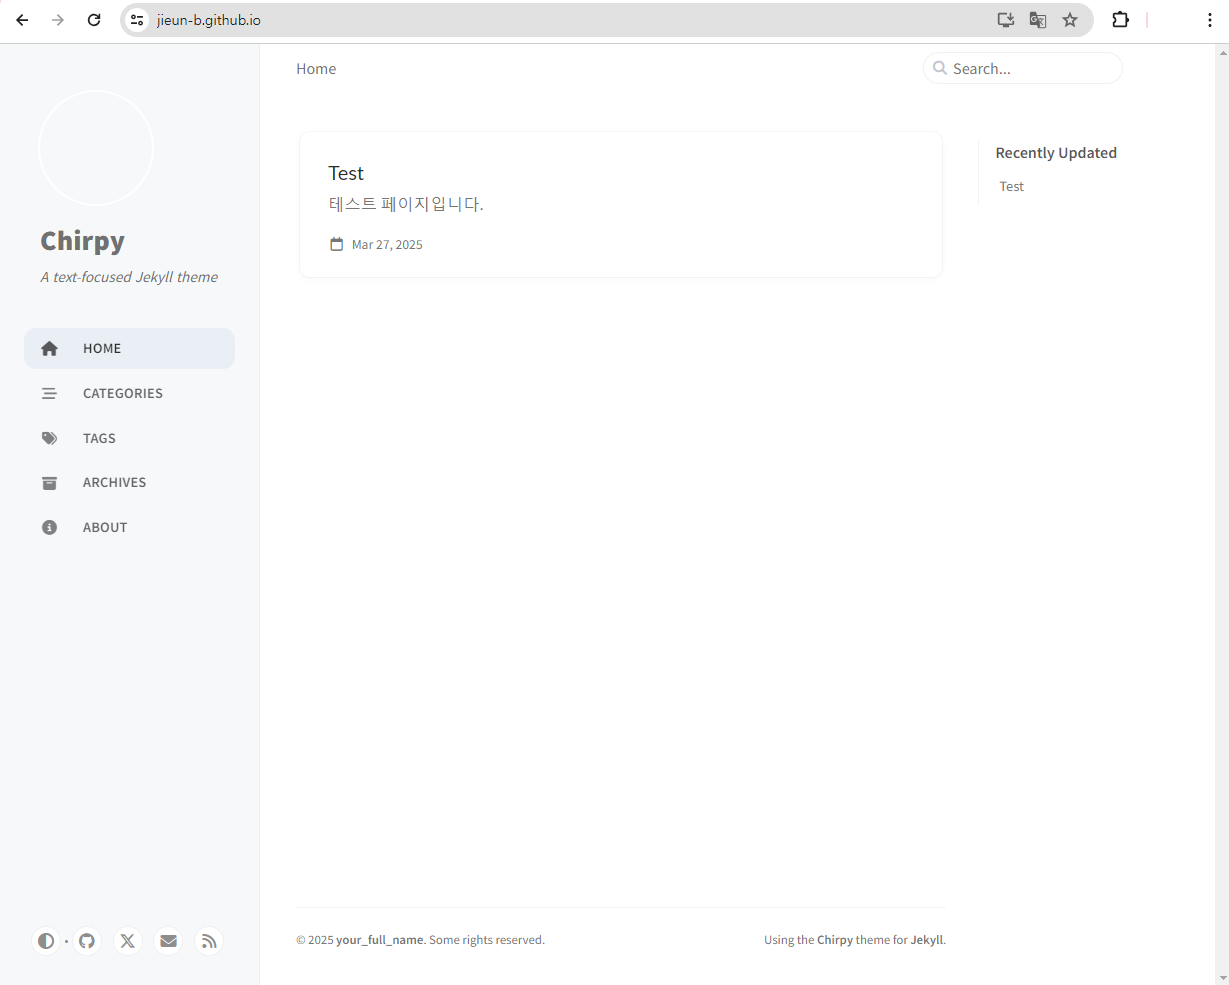 jieun-b.github.io
Home
Search...
Chirpy
A text-focused Jekyll theme
HOME
CATEGORIES
TAGS
ARCHIVES
ABOUT
Test
테스트 페이지입니다.
Mar 27, 2025
Recently Updated
Test
© 2025 your_full_name. Some rights reserved.
Using the Chirpy theme for Jekyll.